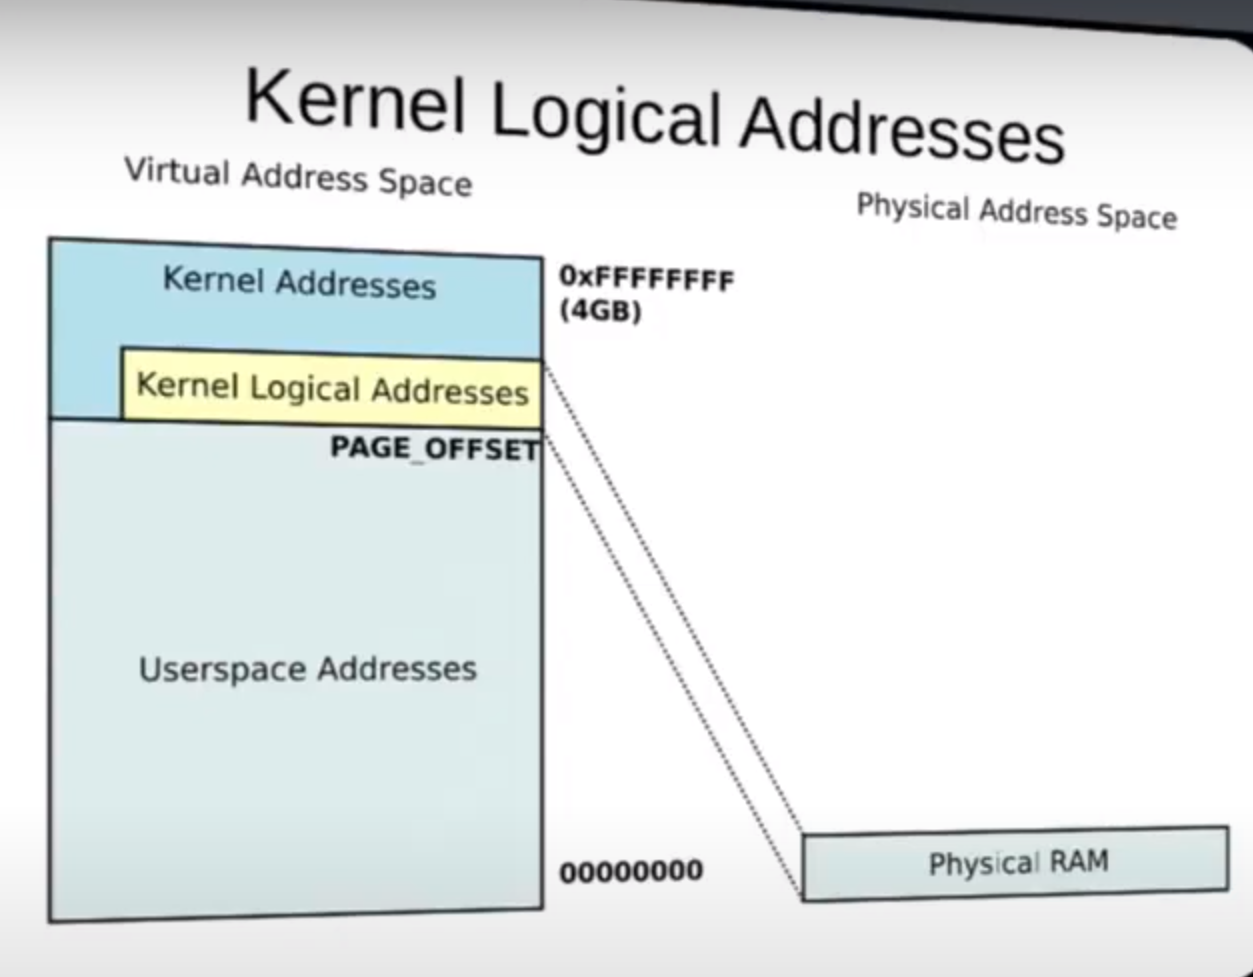 Kernel Logical Addresses
Virtual Address Space
Physical Address Space
Kernel Addresses
0xFFFFFFFF
(4GB)
Kernel Logical Addresses
PAGE_OFFSET
Userspace Addresses
00000000
Physical RAM